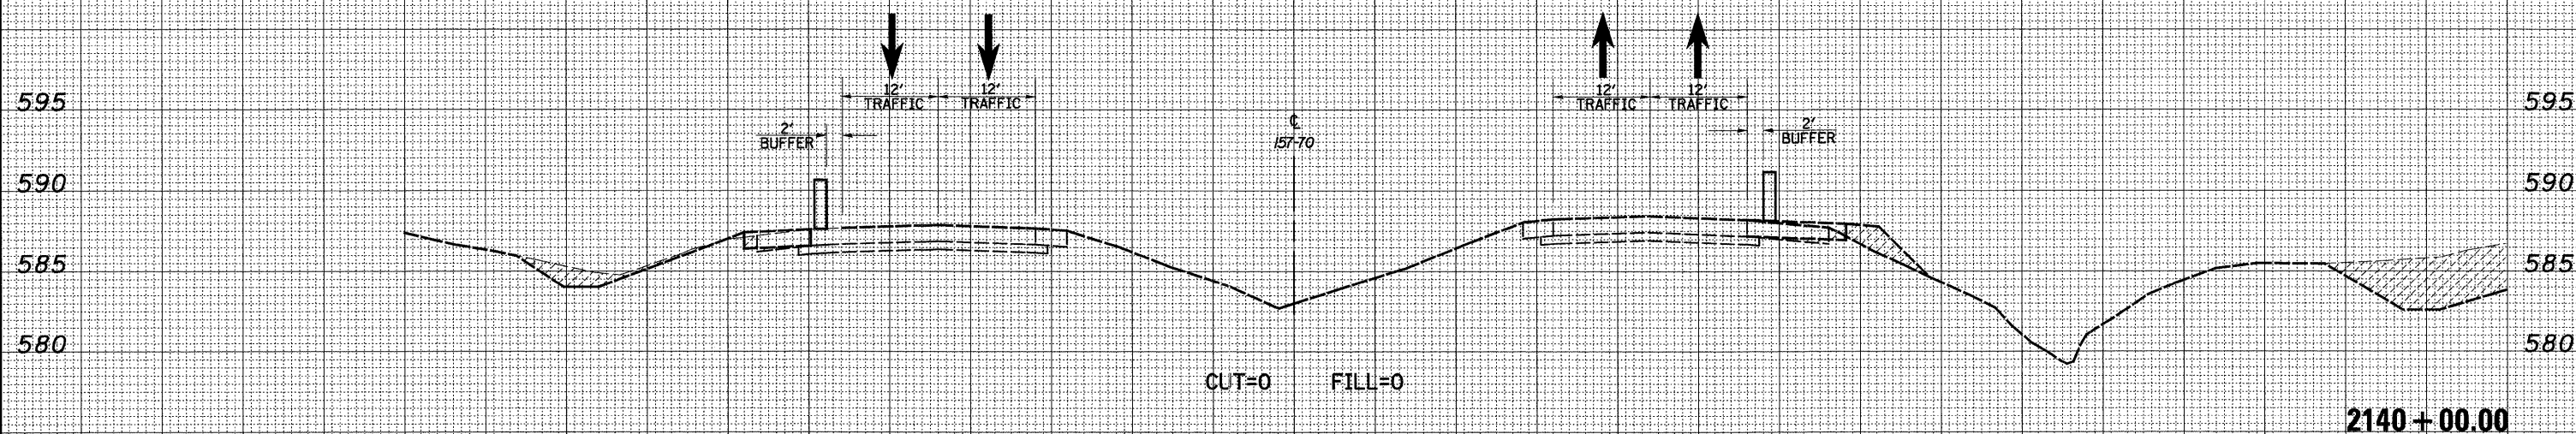 12' 12' 12' 12'
TRAFFIC TRAFFIC TRAFFIC TRAFFIC
595 595
2' ℄ 2'
BUFFER I57-70 BUFFER
590 590
585 585
580 580
CUT=0 FILL=0
2140 + 00.00